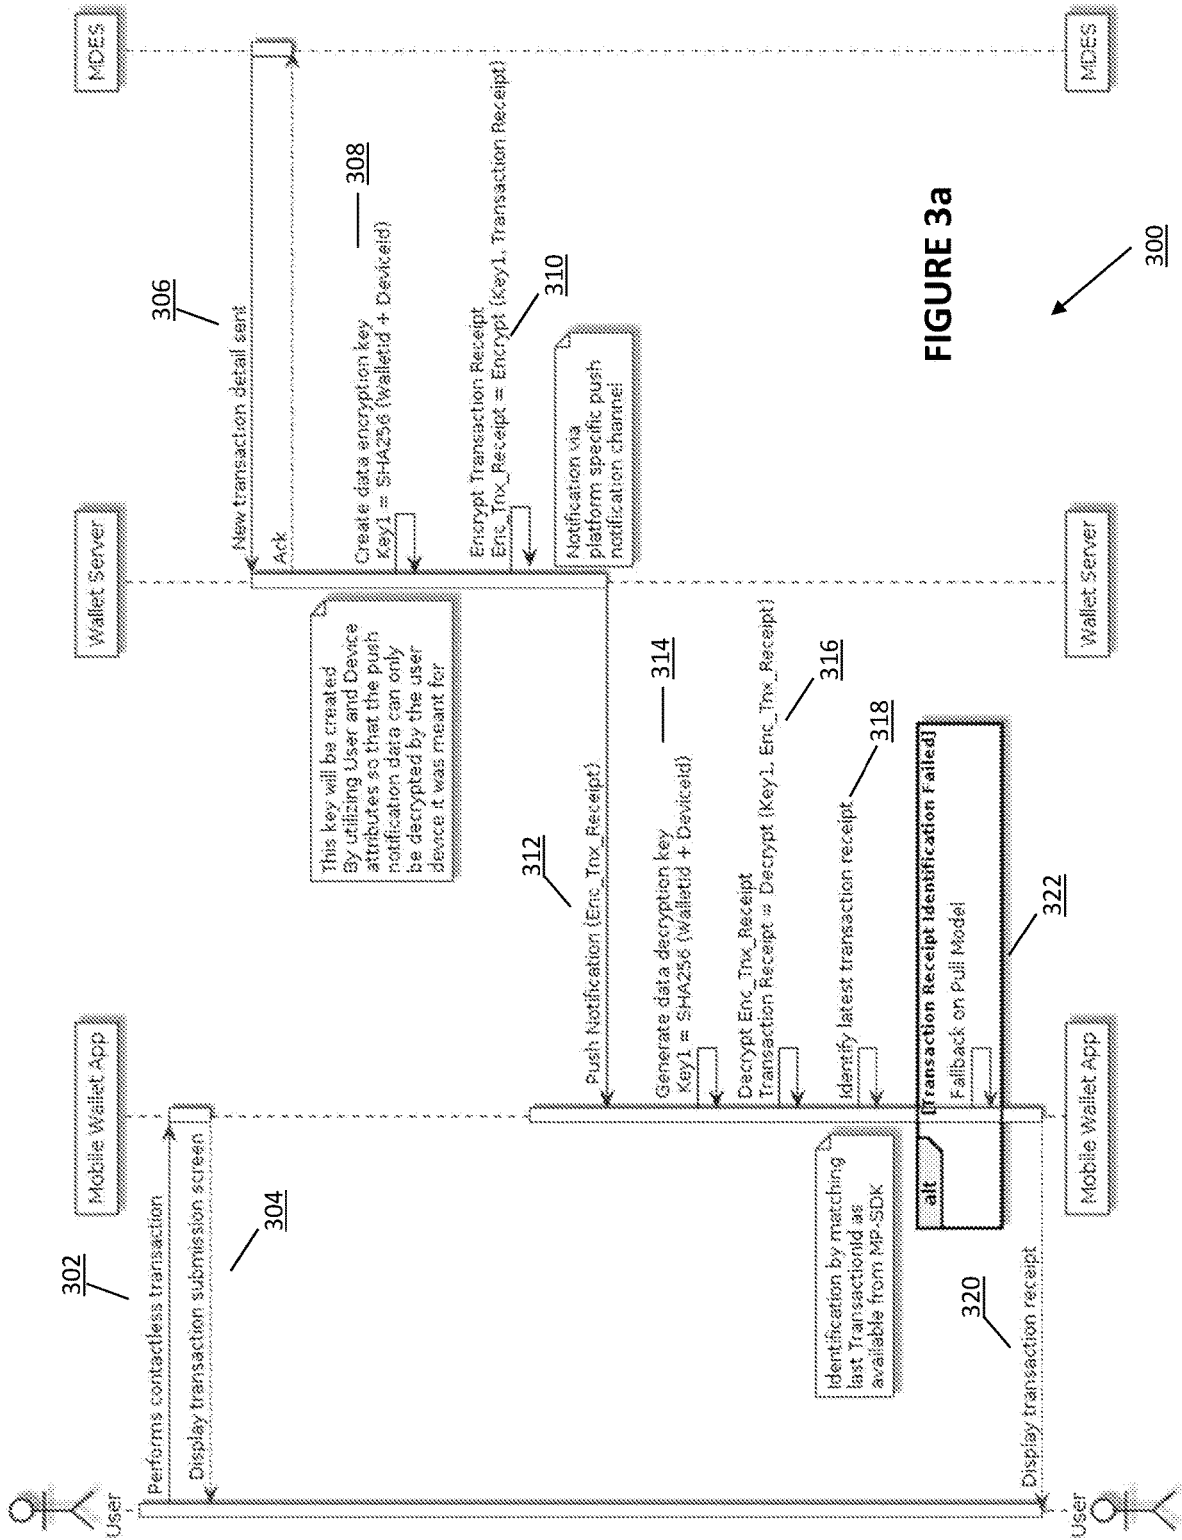 User
Mobile Wallet App
Wallet Server
MDES
302
Performs contactless transaction
Display transaction submission screen
304
306
New transaction detail sent
Ack
This key will be created
By utilizing User and Device
attributes so that the push
notification data can only
be decrypted by the user
device it was meant for
308
Create data encryption key
Key1 = SHA256 (WalletId + DeviceId)
Encrypt Transaction Receipt
Enc_Tnx_Receipt = Encrypt (Key1, Transaction Receipt)
310
Notification via
platform specific push
notification channel
312
Push Notification (Enc_Tnx_Receipt)
314
Generate data decryption key
Key1 = SHA256 (WalletId + DeviceId)
Decrypt Enc_Tnx_Receipt
Transaction Receipt = Decrypt (Key1, Enc_Tnx_Receipt)
316
Identification by matching
last TransactionId as
available from MP-SDK
Identify latest transaction receipt
318
alt
[Transaction Receipt Identification Failed]
Fallback on Pull Model
322
320
Display transaction receipt
User
Mobile Wallet App
Wallet Server
MDES
FIGURE 3a
300